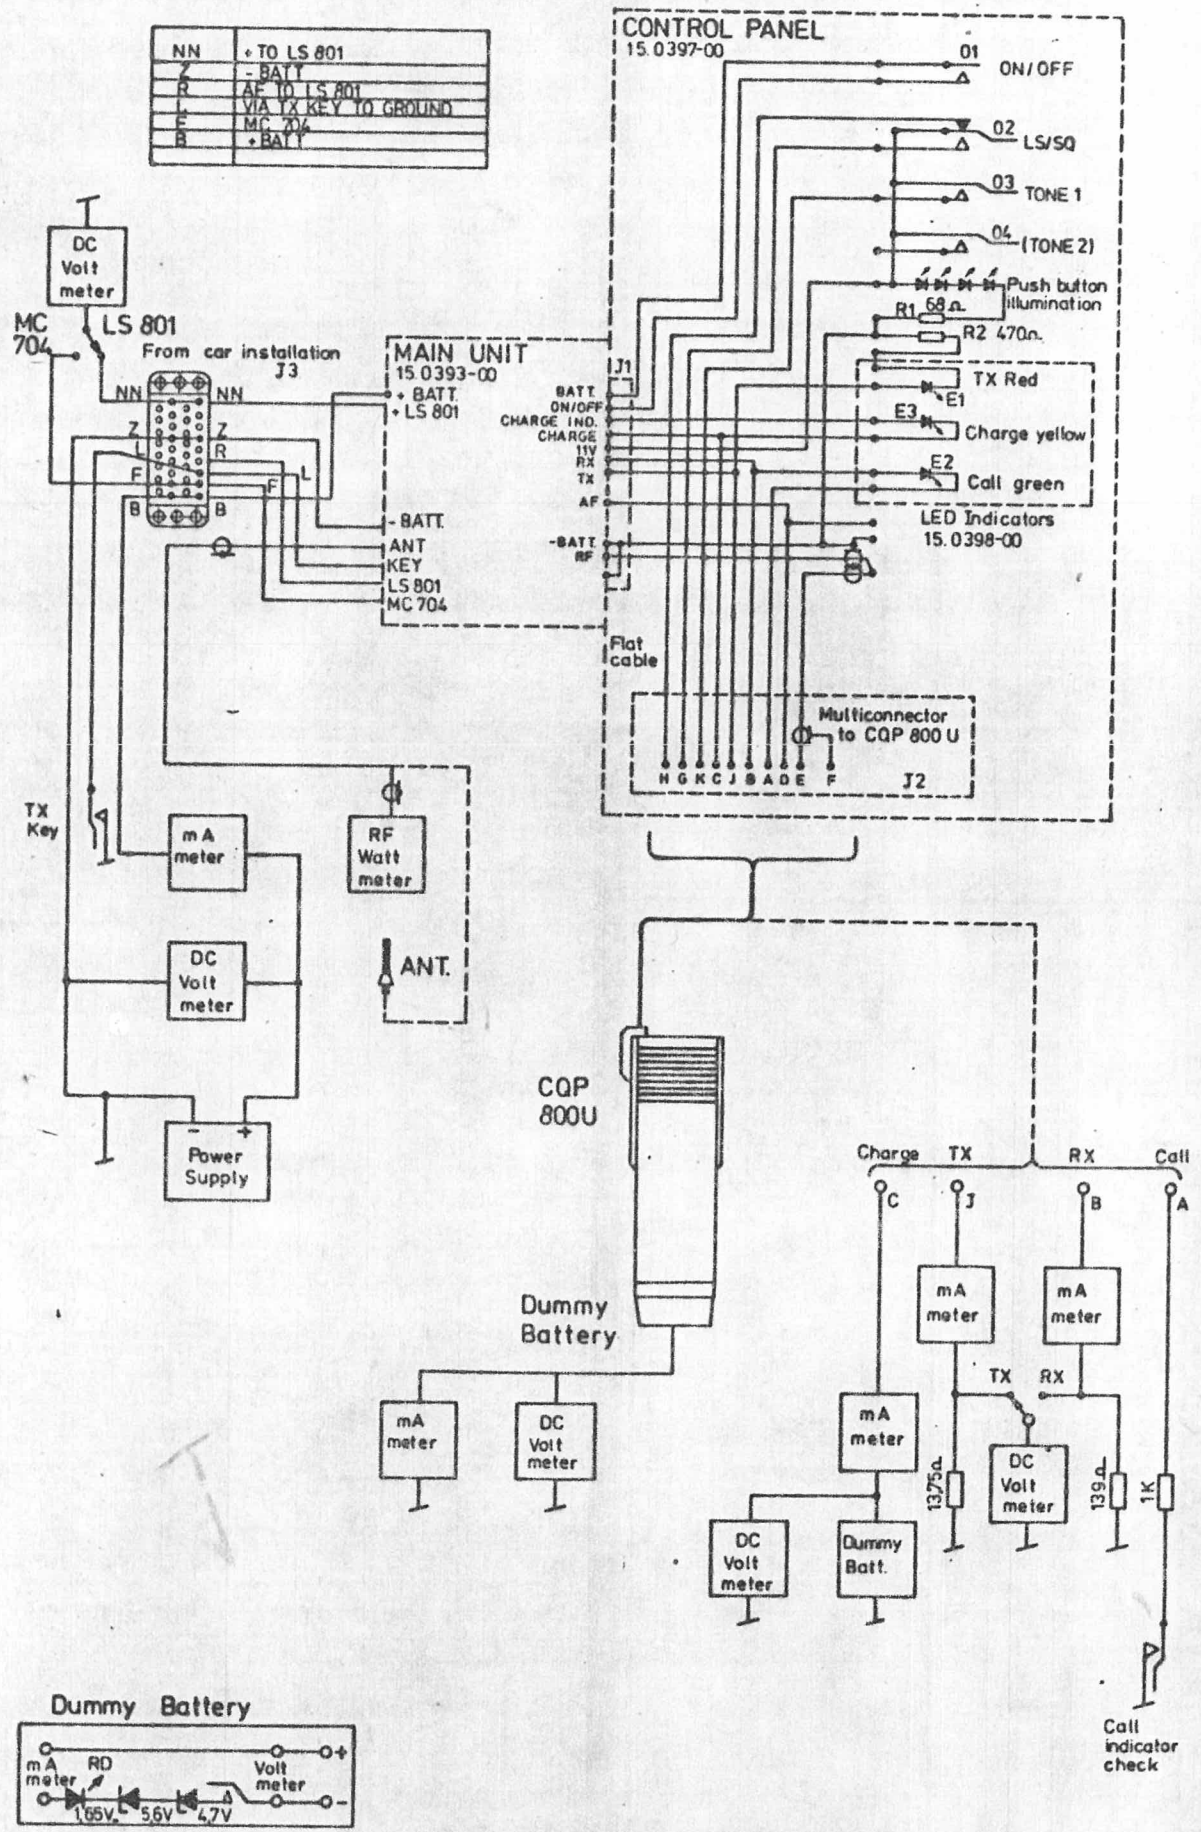 NN + TO LS 801
Z - BATT
R AF TO LS 801
L VIA TX KEY TO GROUND
F MC 704
B + BATT
CONTROL PANEL
15.0397-00
01
ON/OFF
02
LS/SQ
03
TONE 1
04
(TONE 2)
Push button
illumination
R1 68Ω
R2 470Ω
TX Red
E1
E3
Charge yellow
E2
Call green
LED Indicators
15.0398-00
DC
Volt
meter
MC
704
LS 801
From car installation
J3
NN NN
Z Z
L R
F L
F
B B
MAIN UNIT
15.0393-00
+ BATT.
+ LS 801
- BATT.
ANT
KEY
LS 801
MC 704
J1
BATT.
ON/OFF
CHARGE IND.
CHARGE
11V
RX
TX
AF
-BATT.
RF
Flat
cable
Multiconnector
to CQP 800 U
H G K C J B A D E F
J2
TX
Key
mA
meter
RF
Watt
meter
DC
Volt
meter
ANT.
- +
Power
Supply
CQP
800U
Dummy
Battery
mA
meter
DC
Volt
meter
Charge TX RX Call
C J B A
mA
meter
mA
meter
TX RX
mA
meter
13,75Ω
DC
Volt
meter
139Ω
1K
DC
Volt
meter
Dummy
Batt.
Call
indicator
check
Dummy Battery
+
mA
meter
RD
Volt
meter
-
1,65V 5,6V 4,7V